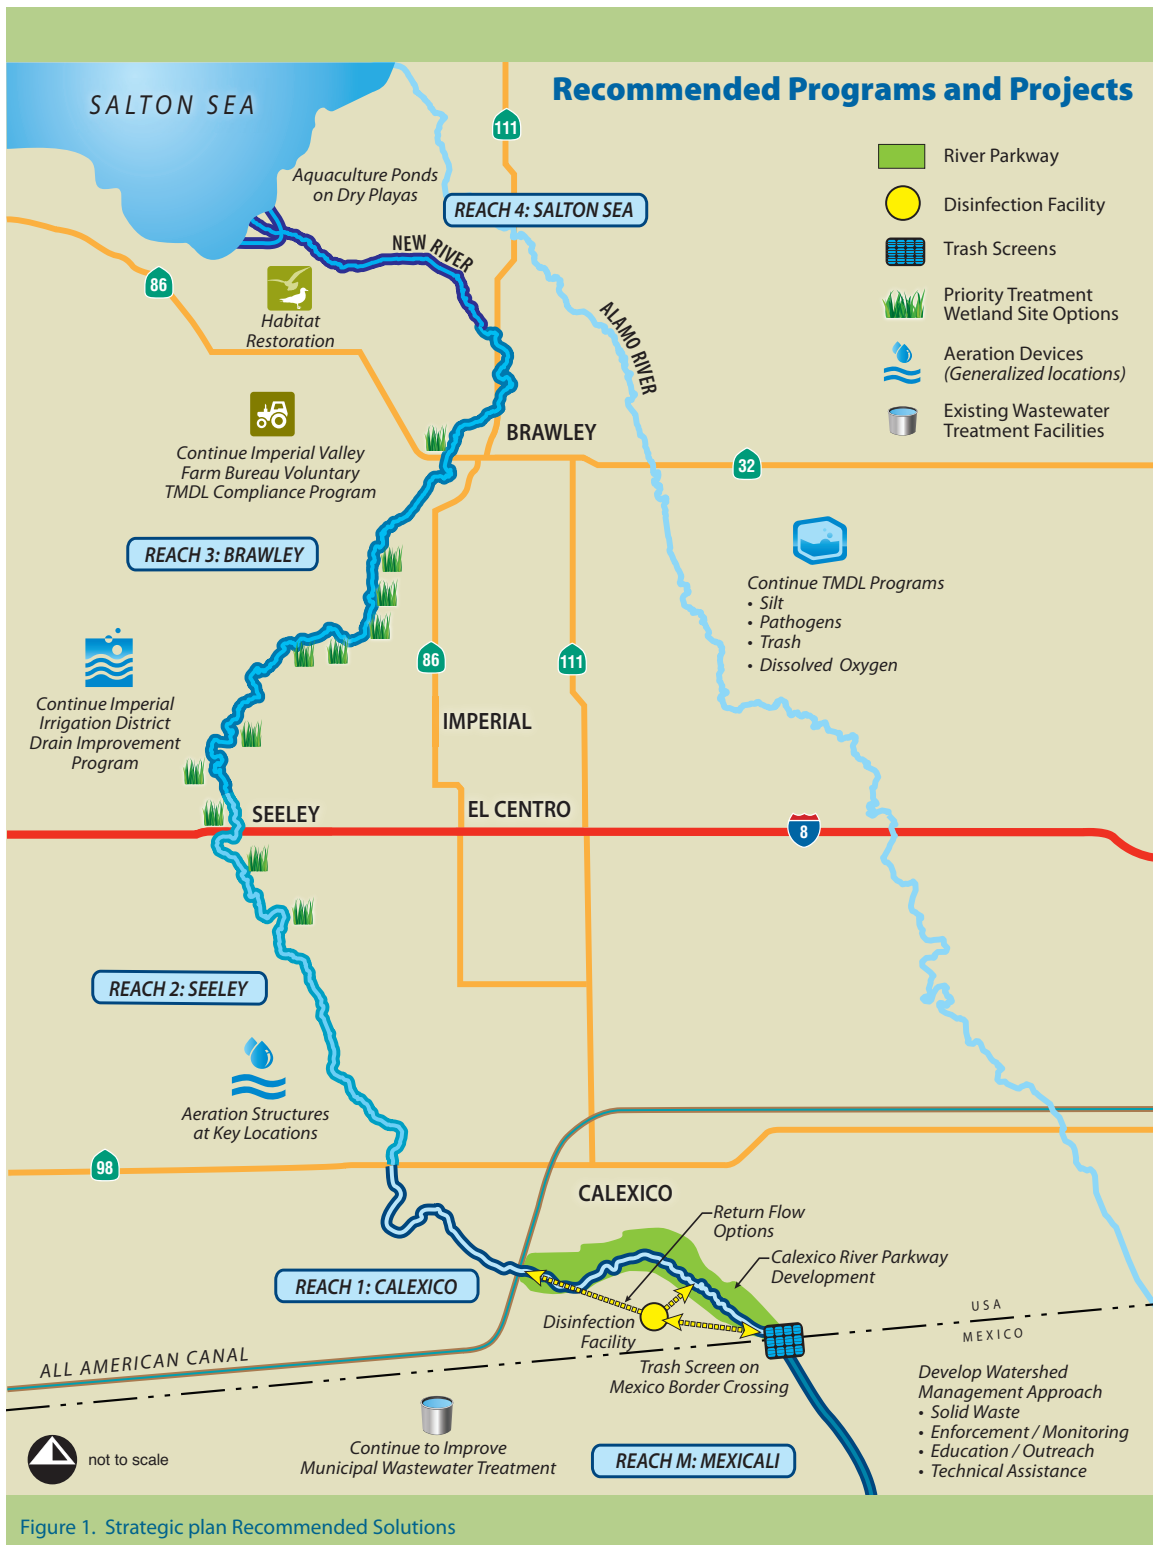 Recommended Programs and Projects
SALTON SEA
111
River Parkway
Disinfection Facility
Trash Screens
Priority Treatment
Wetland Site Options
Aeration Devices
(Generalized locations)
Existing Wastewater
Treatment Facilities
Aquaculture Ponds
on Dry Playas
REACH 4: SALTON SEA
NEW RIVER
86
Habitat
Restoration
ALAMO RIVER
BRAWLEY
32
Continue Imperial Valley
Farm Bureau Voluntary
TMDL Compliance Program
REACH 3: BRAWLEY
Continue TMDL Programs
• Silt
• Pathogens
• Trash
• Dissolved Oxygen
86
111
Continue Imperial
Irrigation District
Drain Improvement
Program
IMPERIAL
SEELEY
EL CENTRO
8
REACH 2: SEELEY
Aeration Structures
at Key Locations
98
CALEXICO
Return Flow
Options
Calexico River Parkway
Development
REACH 1: CALEXICO
Disinfection
Facility
USA
MEXICO
ALL AMERICAN CANAL
Trash Screen on
Mexico Border Crossing
Develop Watershed
Management Approach
• Solid Waste
• Enforcement / Monitoring
• Education / Outreach
• Technical Assistance
Continue to Improve
Municipal Wastewater Treatment
REACH M: MEXICALI
not to scale
Figure 1. Strategic plan Recommended Solutions